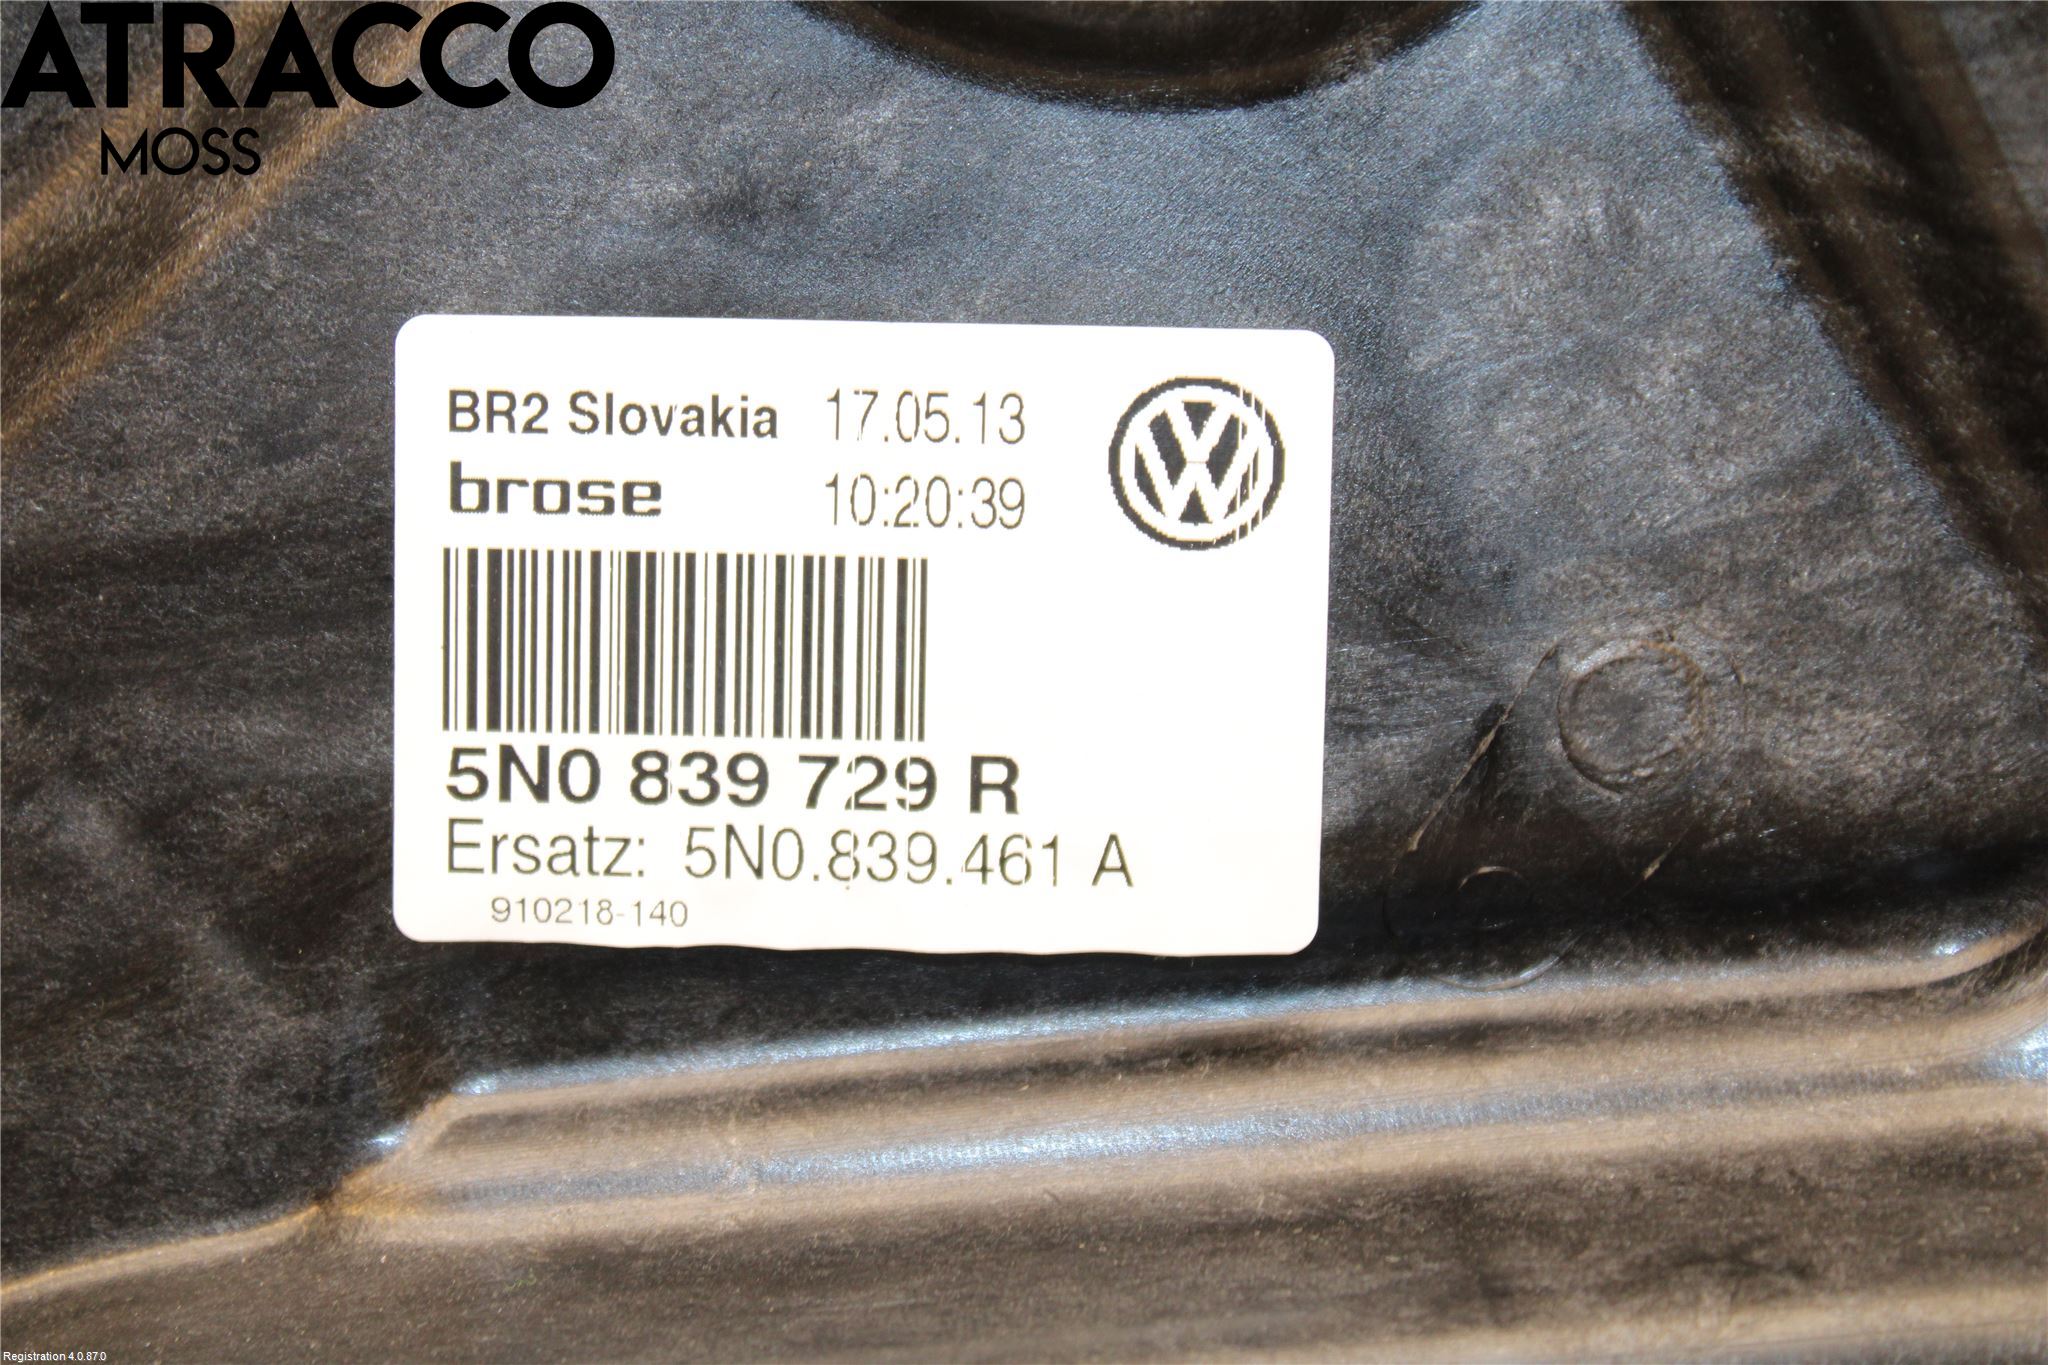 ATRACCO
MOSS
BR2 Slovakia 17.05.13
brose 10:20:39
5N0 839 729 R
Ersatz: 5N0.839.461 A
910218-140
Registration 4.0.87.0